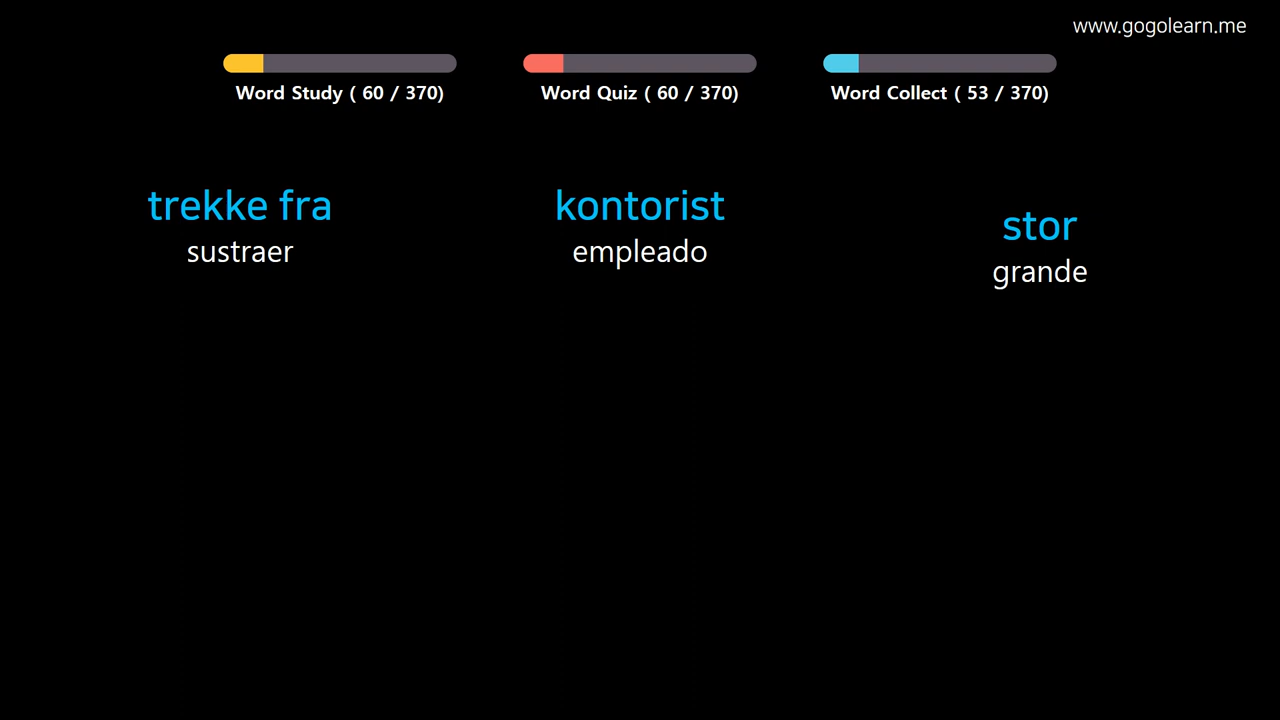 www.gogolearn.me
Word Study ( 60 / 370)
Word Quiz ( 60 / 370)
Word Collect ( 53 / 370)
trekke fra
sustraer
kontorist
empleado
stor
grande